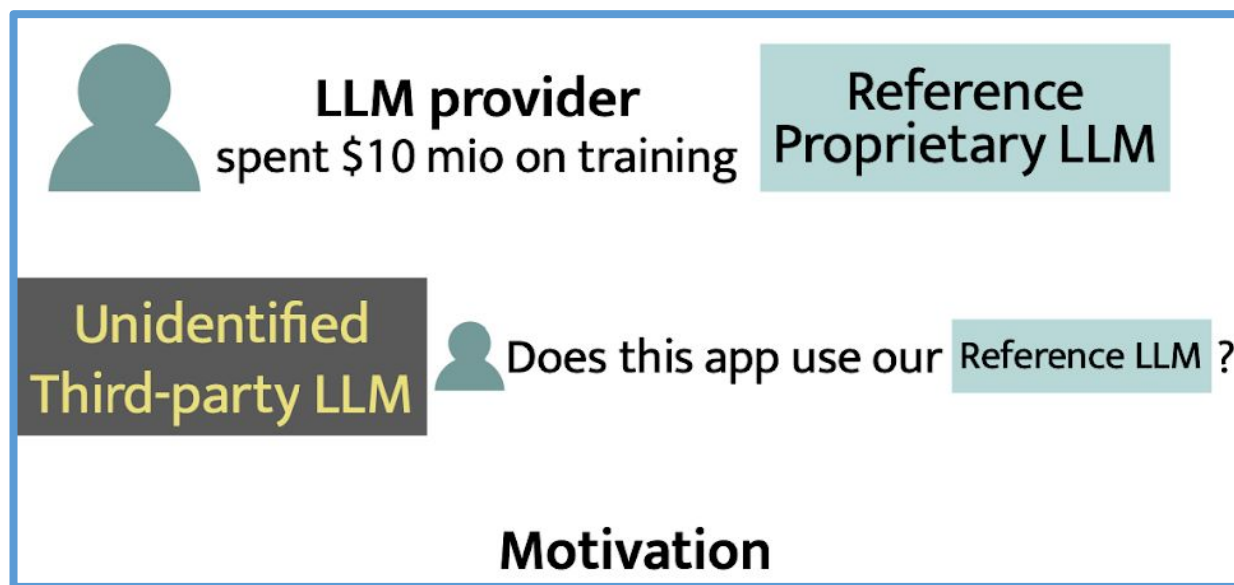 LLM provider
spent $10 mio on training
Reference
Proprietary LLM
Unidentified
Third-party LLM
Does this app use our Reference LLM ?
Motivation